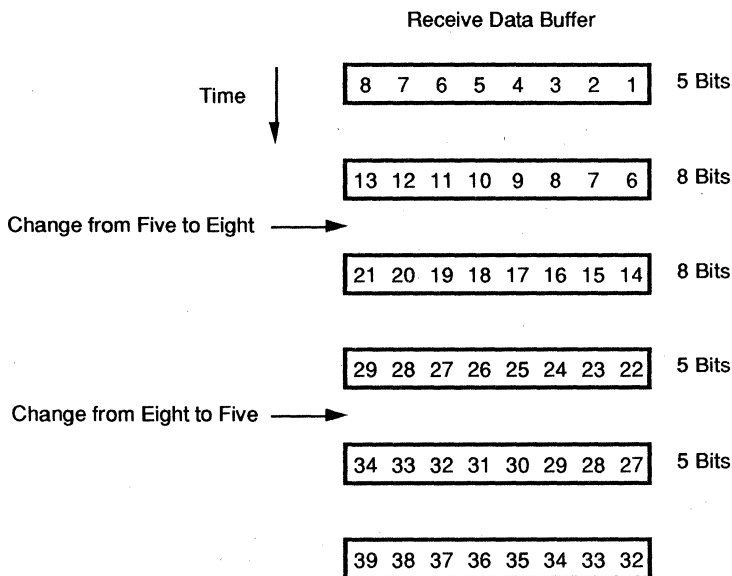 Receive Data Buffer
Time
8 7 6 5 4 3 2 1 5 Bits
13 12 11 10 9 8 7 6 8 Bits
Change from Five to Eight
21 20 19 18 17 16 15 14 8 Bits
29 28 27 26 25 24 23 22 5 Bits
Change from Eight to Five
34 33 32 31 30 29 28 27 5 Bits
39 38 37 36 35 34 33 32